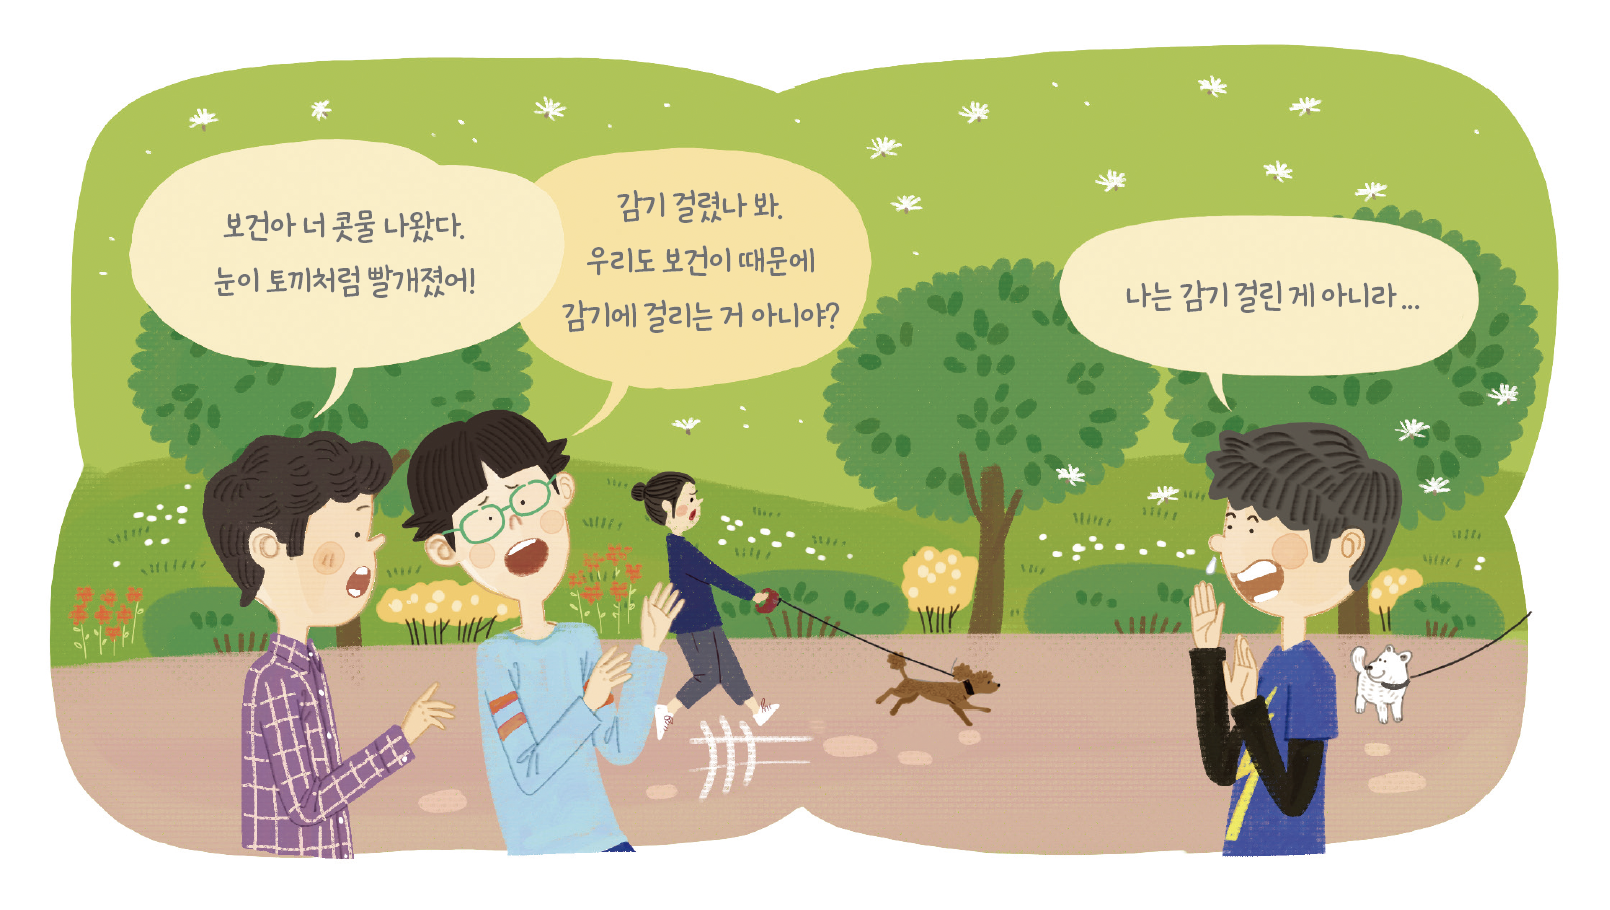 보건아 너 콧물 나왔다.
눈이 토끼처럼 빨개졌어!
감기 걸렸나 봐.
우리도 보건이 때문에
감기에 걸리는 거 아니야?
나는 감기 걸린 게 아니라...